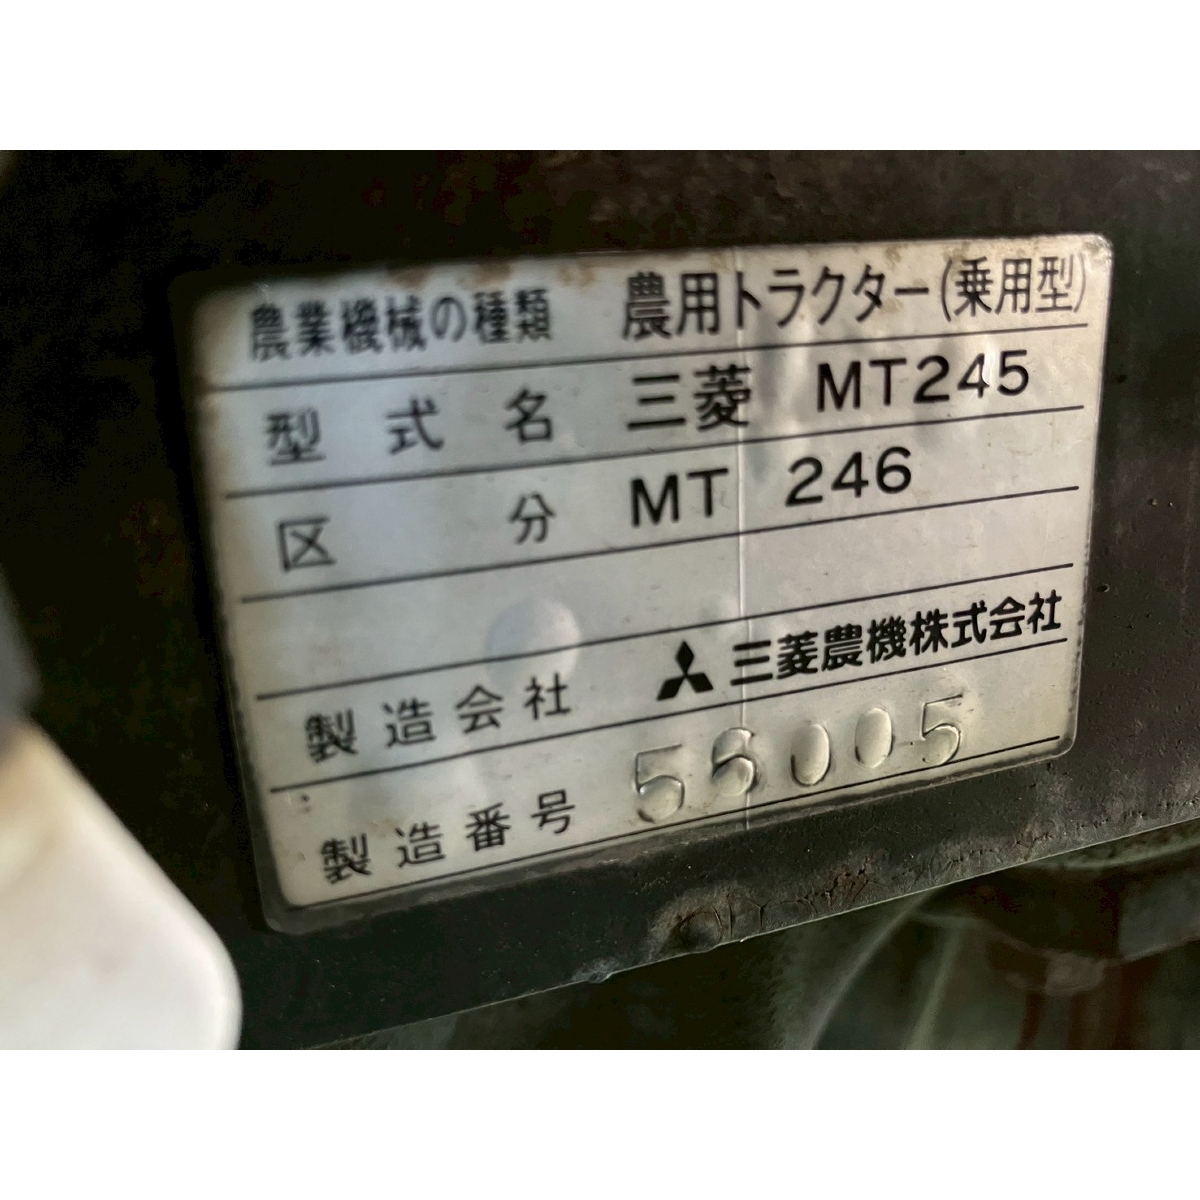 農業機械の種類 農用トラクター(乗用型)
型式名 三菱 MT245
区分 MT 246
製造会社 三菱農機株式会社
製造番号 56005